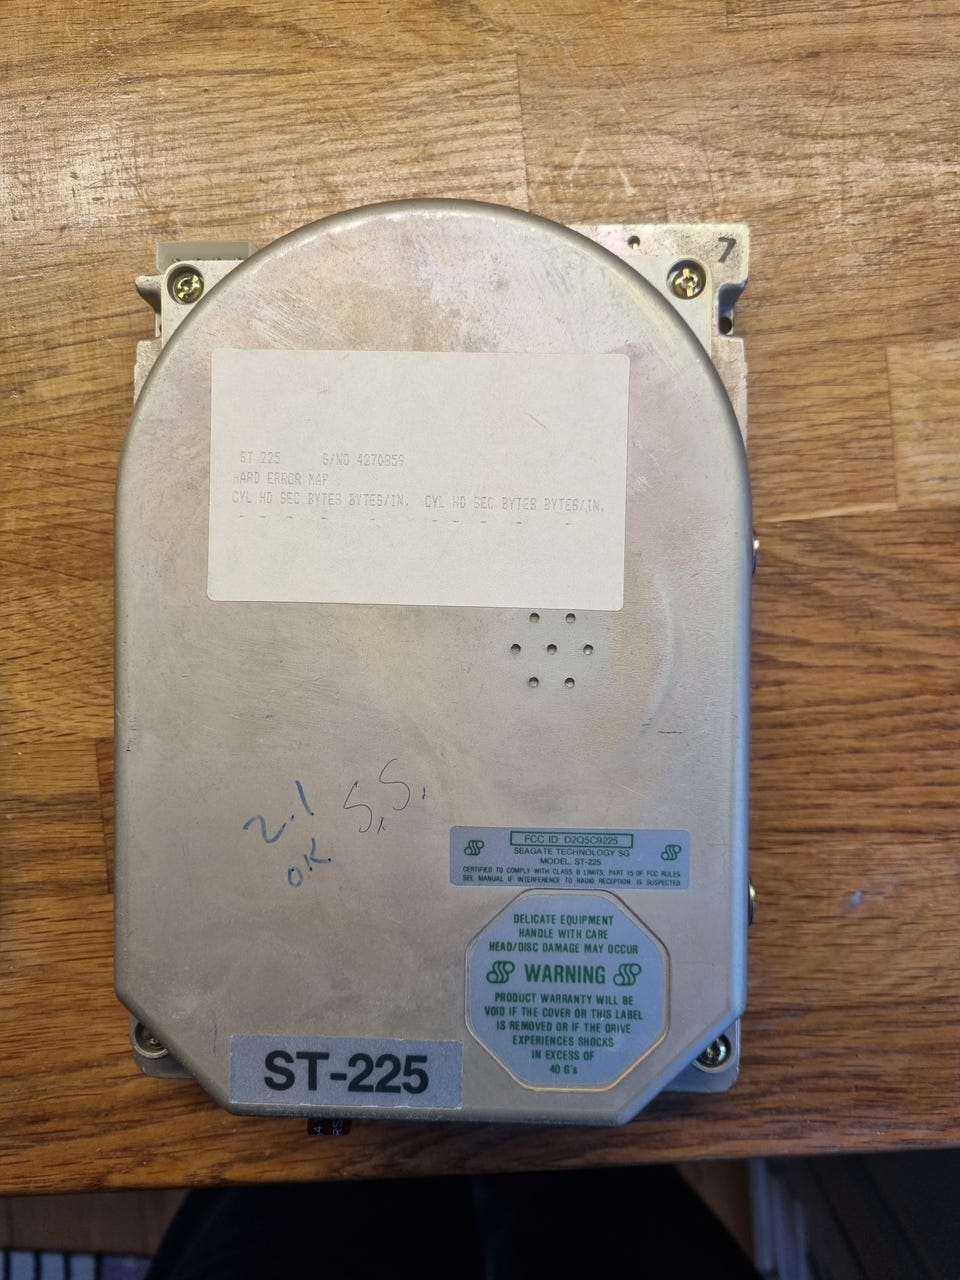 7
ST 225 S/NO 4270859
HARD ERROR MAP
CYL HD SEC BYTES BYTES/IN. CYL HD SEC BYTES BYTES/IN.
- - - - - - - - - -
2.1 S.S.
OK
FCC ID: D2Q5C9225
SEAGATE TECHNOLOGY SG
MODEL. ST-225
CERTIFIED TO COMPLY WITH CLASS B LIMITS, PART 15 OF FCC RULES
SEE MANUAL IF INTERFERENCE TO RADIO RECEPTION IS SUSPECTED
DELICATE EQUIPMENT
HANDLE WITH CARE
HEAD/DISC DAMAGE MAY OCCUR
WARNING
PRODUCT WARRANTY WILL BE
VOID IF THE COVER OR THIS LABEL
IS REMOVED OR IF THE DRIVE
EXPERIENCES SHOCKS
IN EXCESS OF
40 G's
ST-225